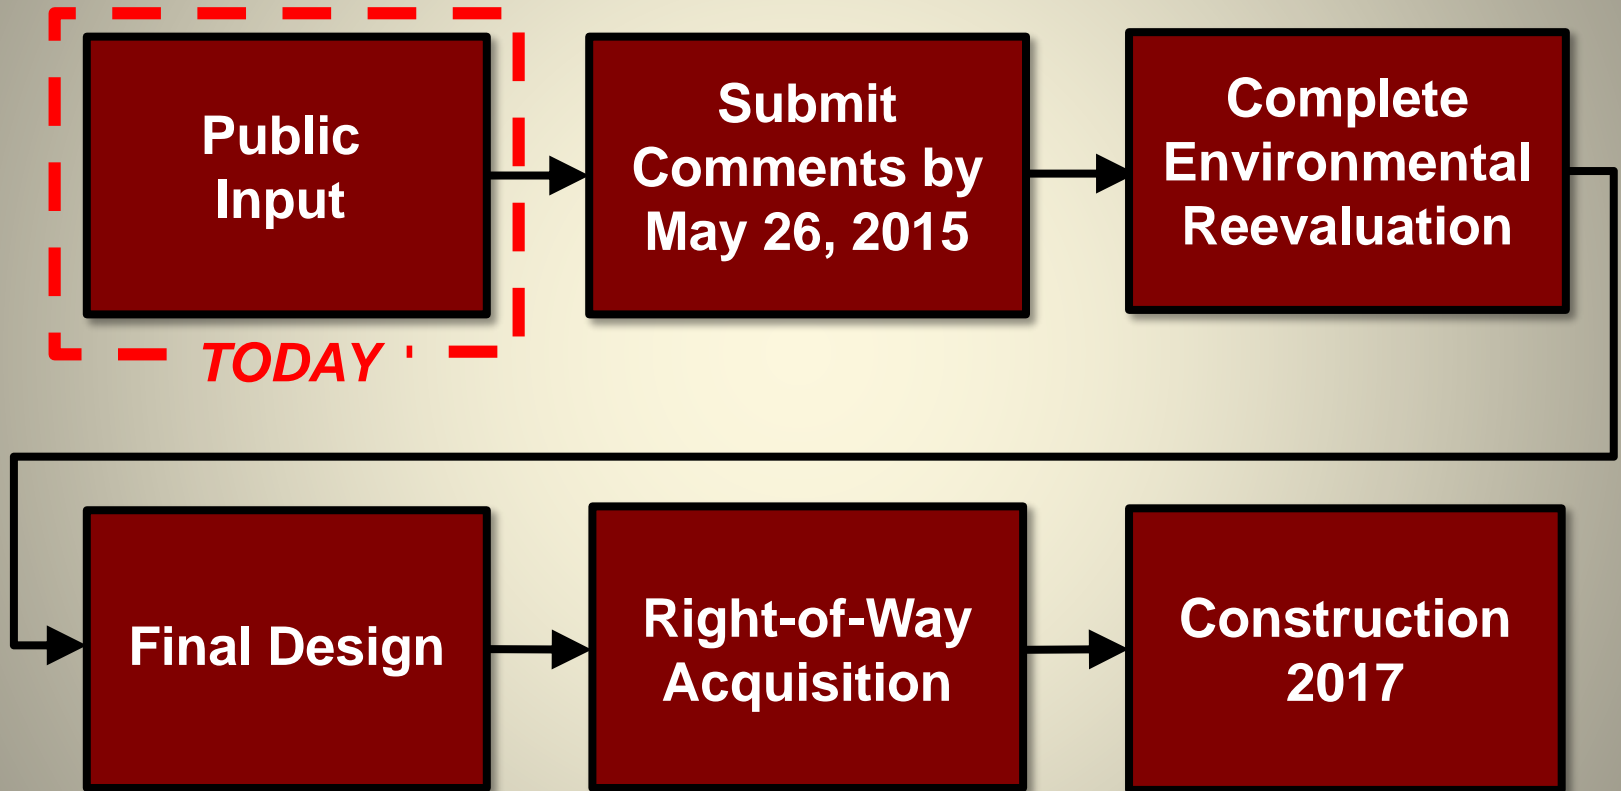 Public
Input
TODAY
Submit
Comments by
May 26, 2015
Complete
Environmental
Reevaluation
Final Design
Right-of-Way
Acquisition
Construction
2017